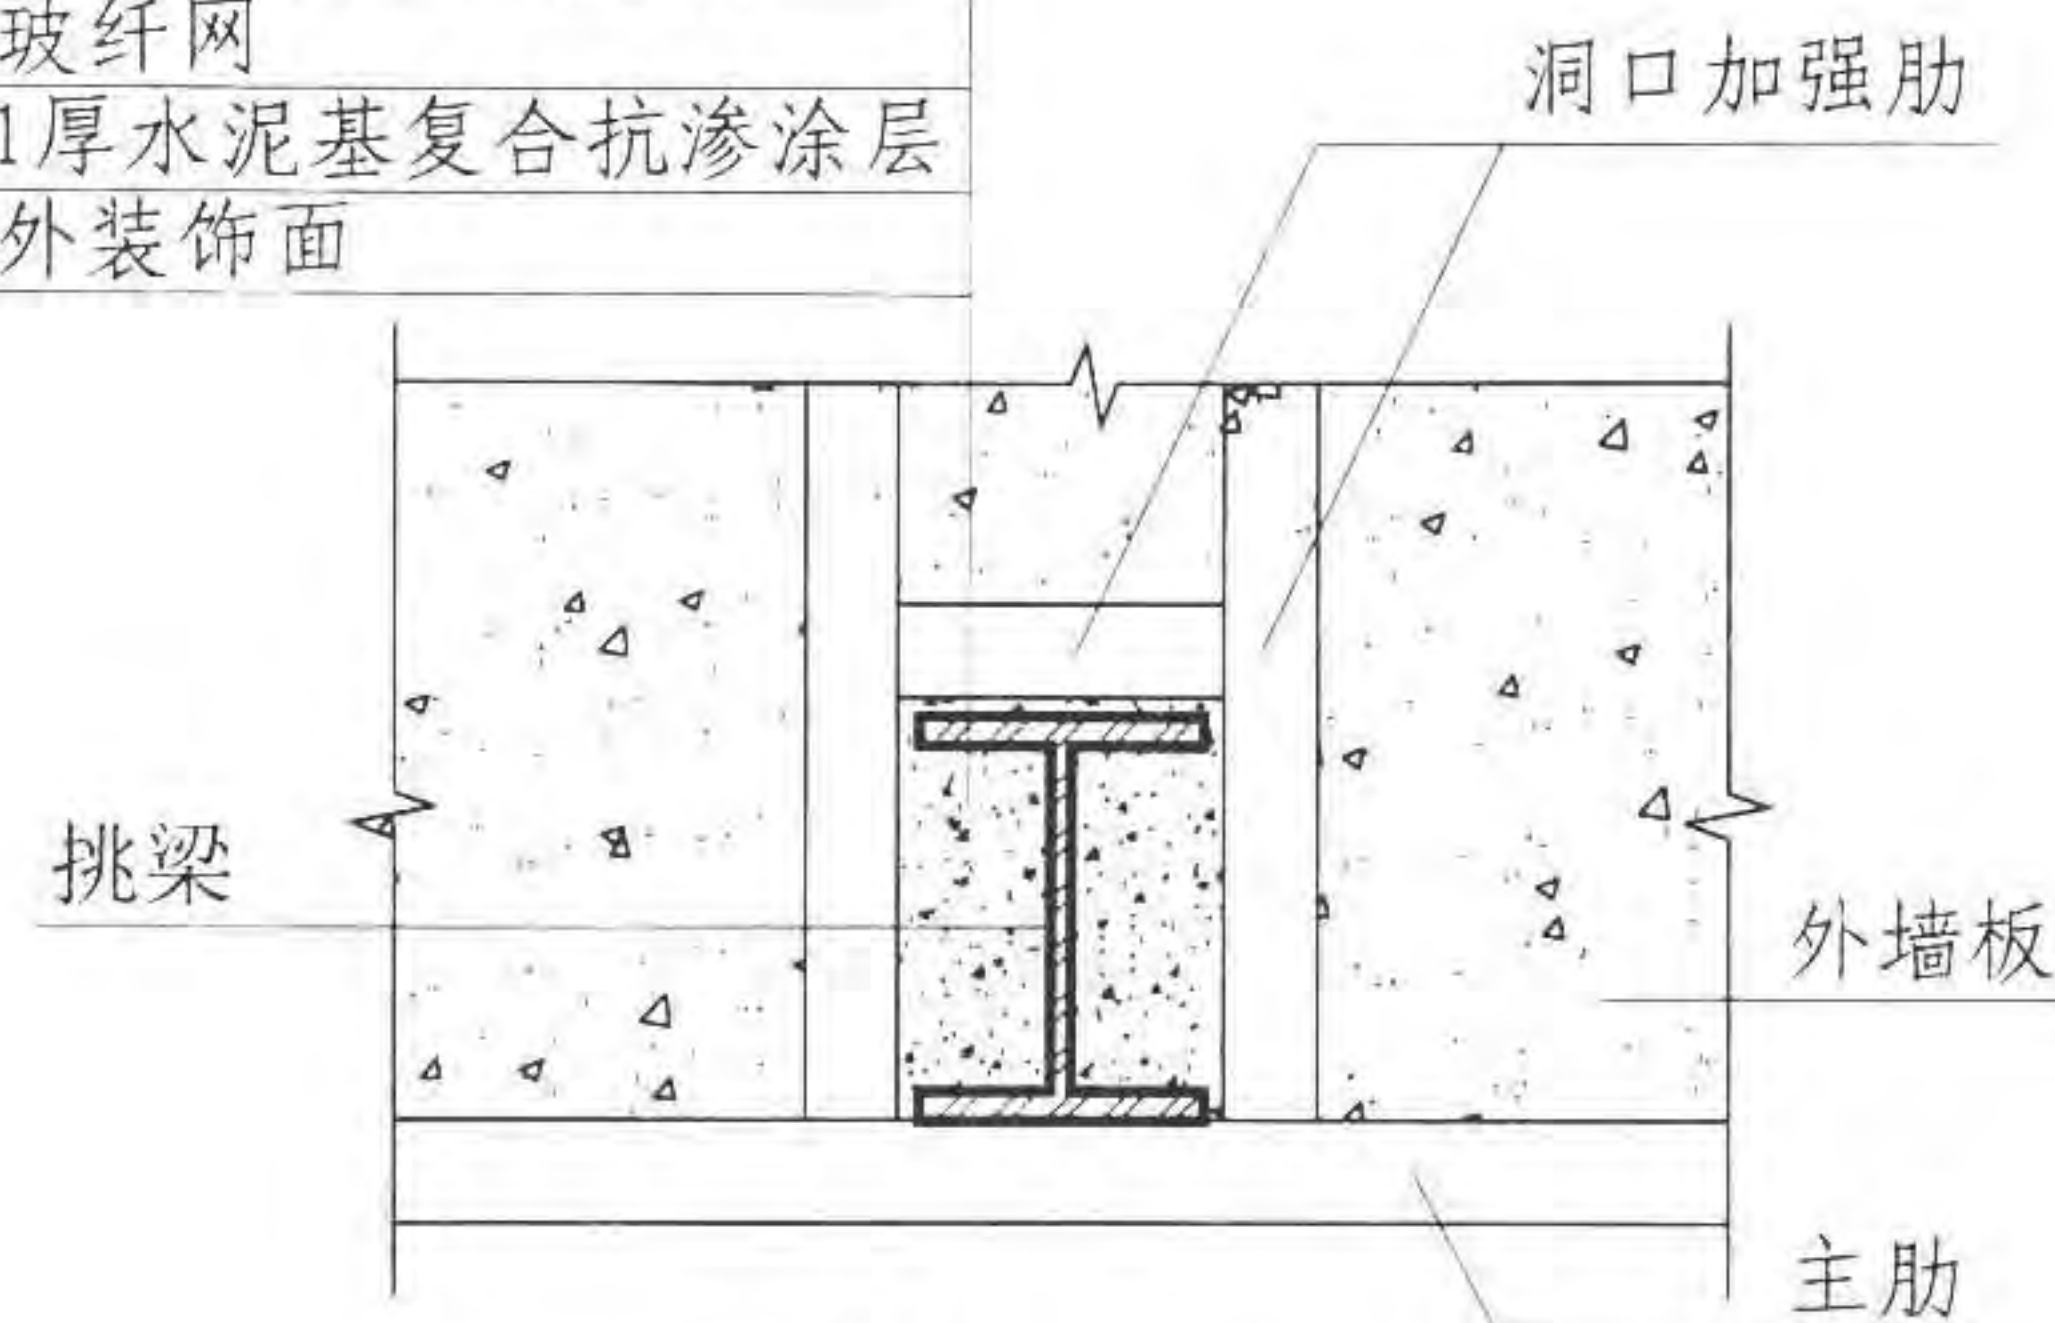 玻纤网
1厚水泥基复合抗渗涂层
外装饰面
洞口加强肋
挑梁
外墙板
主肋